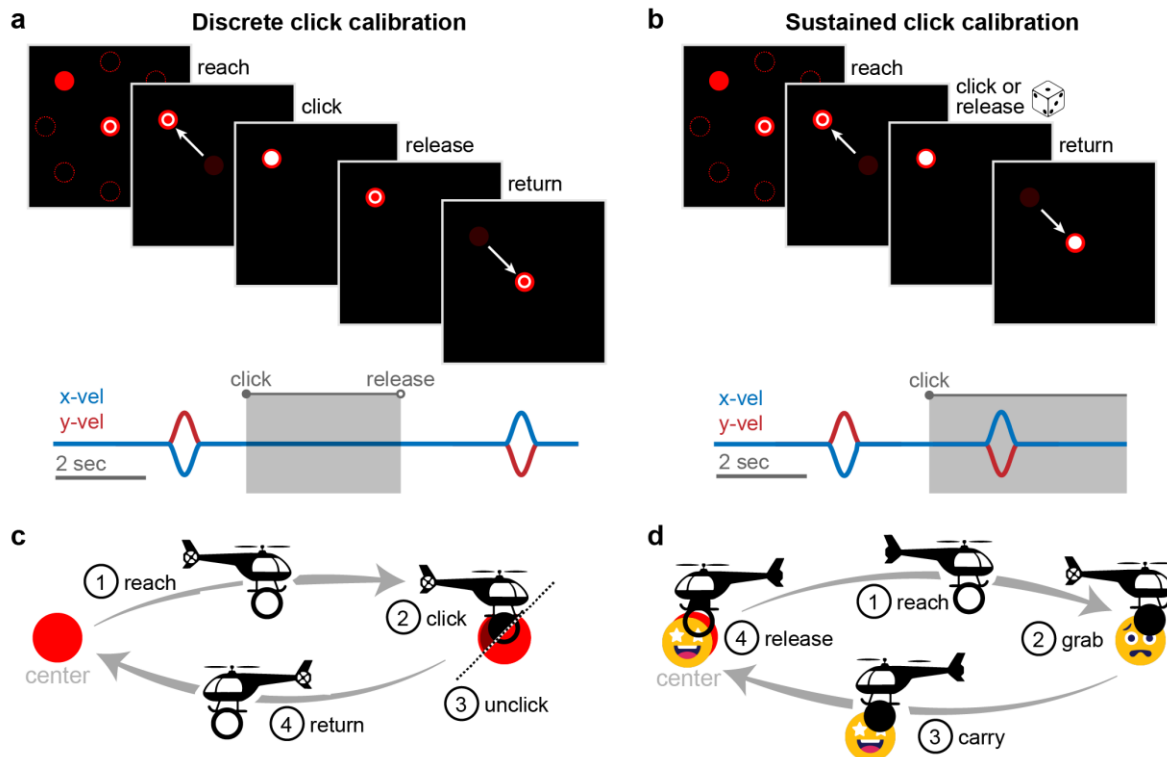 a
Discrete click calibration
reach
click
release
return
click
release
x-vel
y-vel
2 sec
b
Sustained click calibration
reach
click or
release
return
click
x-vel
y-vel
2 sec
c
1 reach
2 click
center
3 unclick
4 return
d
1 reach
4 release
2 grab
center
3 carry